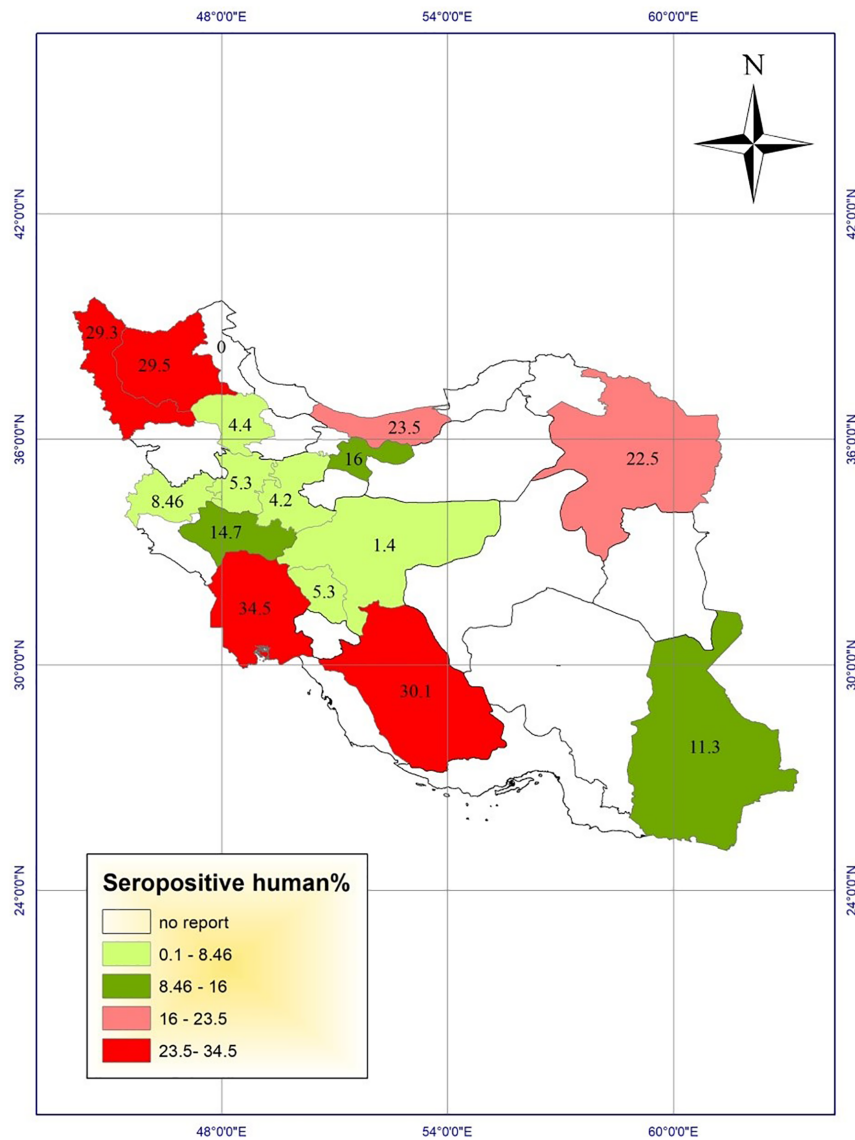 48°0'0"E 54°0'0"E 60°0'0"E
N
42°0'0"N 42°0'0"N
29.3
0
29.5
4.4
23.5
36°0'0"N 36°0'0"N
16
22.5
5.3
8.46
4.2
14.7
1.4
5.3
34.5
30°0'0"N 30°0'0"N
30.1
11.3
Seropositive human%
24°0'0"N 24°0'0"N
no report
0.1 - 8.46
8.46 - 16
16 - 23.5
23.5- 34.5
48°0'0"E 54°0'0"E 60°0'0"E